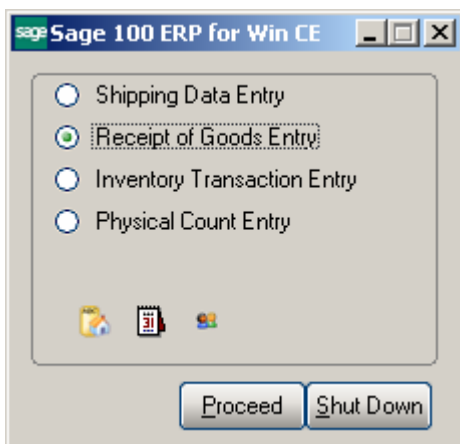 sage Sage 100 ERP for Win CE
Shipping Data Entry
Receipt of Goods Entry
Inventory Transaction Entry
Physical Count Entry
31
Proceed Shut Down